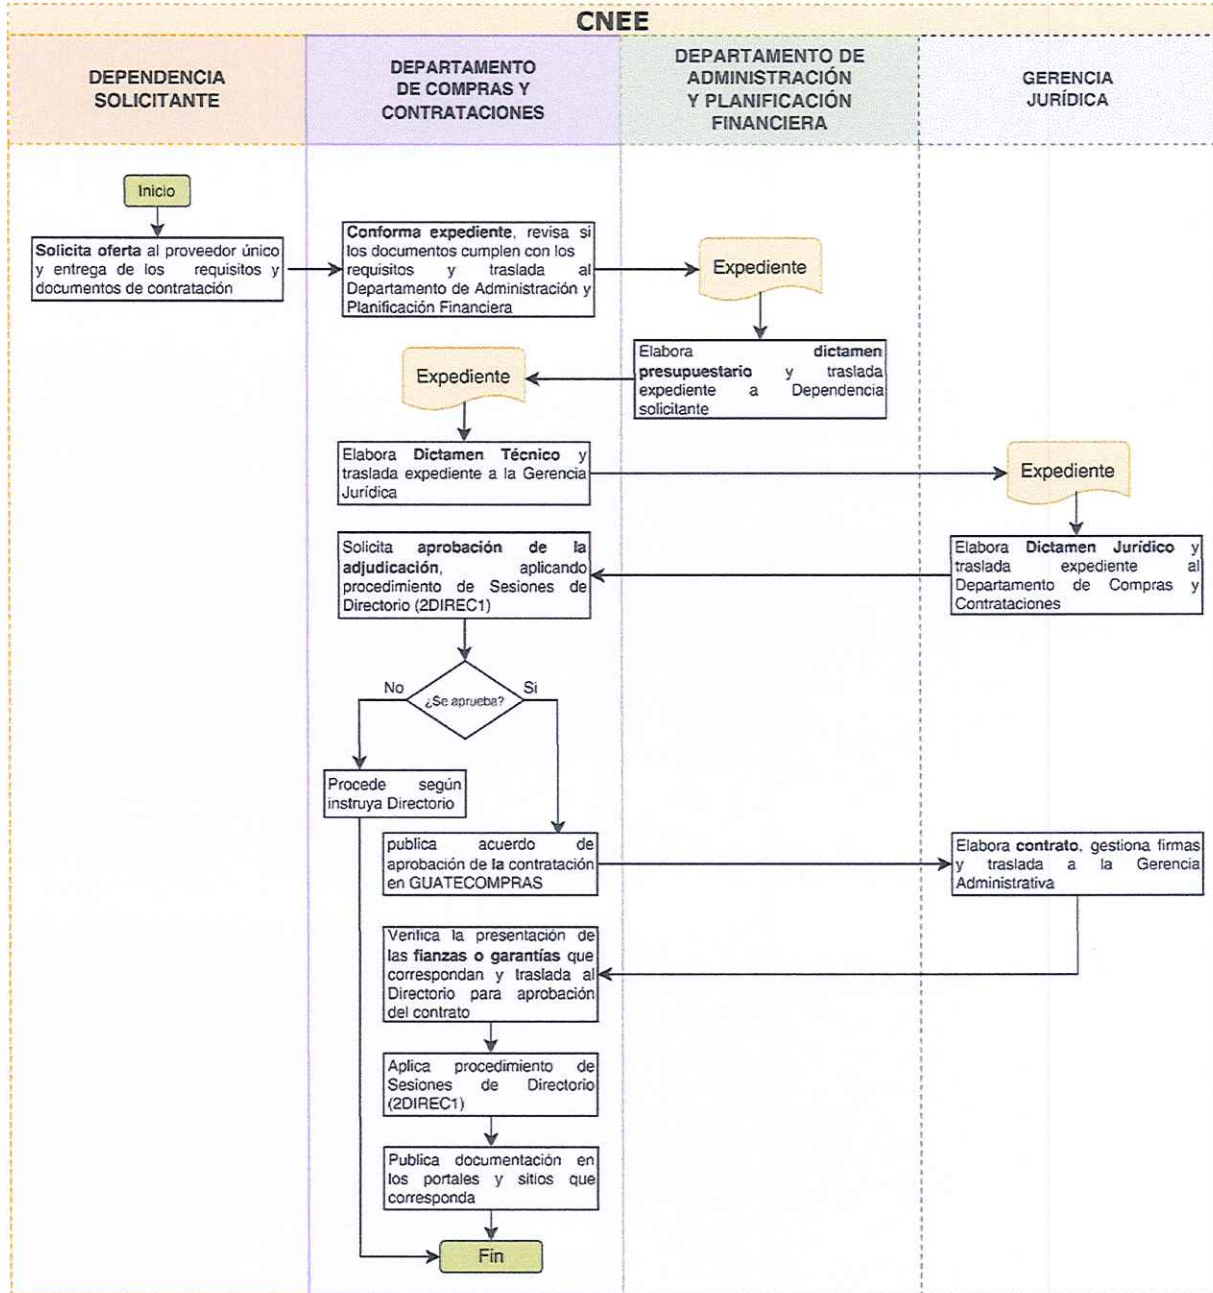 CNEE
DEPENDENCIA
SOLICITANTE
DEPARTAMENTO
DE COMPRAS Y
CONTRATACIONES
DEPARTAMENTO DE
ADMINISTRACIÓN
Y PLANIFICACIÓN
FINANCIERA
GERENCIA
JURÍDICA
Inicio
Solicita oferta al proveedor único
y entrega de los requisitos y
documentos de contratación
Conforma expediente, revisa si
los documentos cumplen con los
requisitos y traslada al
Departamento de Administración y
Planificación Financiera
Expediente
Elabora dictamen
presupuestario y traslada
expediente a Dependencia
solicitante
Expediente
Elabora Dictamen Técnico y
traslada expediente a la Gerencia
Jurídica
Expediente
Elabora Dictamen Jurídico y
traslada expediente al
Departamento de Compras y
Contrataciones
Solicita aprobación de la
adjudicación, aplicando
procedimiento de Sesiones de
Directorio (2DIREC1)
¿Se aprueba?
No
Si
Procede según
instruya Directorio
publica acuerdo de
aprobación de la contratación
en GUATECOMPRAS
Elabora contrato, gestiona firmas
y traslada a la Gerencia
Administrativa
Verifica la presentación de
las fianzas o garantías que
correspondan y traslada al
Directorio para aprobación
del contrato
Aplica procedimiento de
Sesiones de Directorio
(2DIREC1)
Publica documentación en
los portales y sitios que
corresponda
Fin